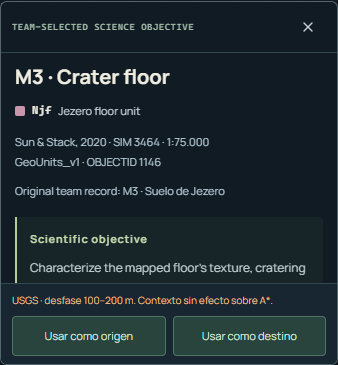 TEAM-SELECTED SCIENCE OBJECTIVE
M3 · Crater floor
Njf Jezero floor unit
Sun & Stack, 2020 · SIM 3464 · 1:75.000
GeoUnits_v1 · OBJECTID 1146
Original team record: M3 · Suelo de Jezero
Scientific objective
Characterize the mapped floor's texture, cratering
USGS · desfase 100–200 m. Contexto sin efecto sobre A*.
Usar como origen
Usar como destino